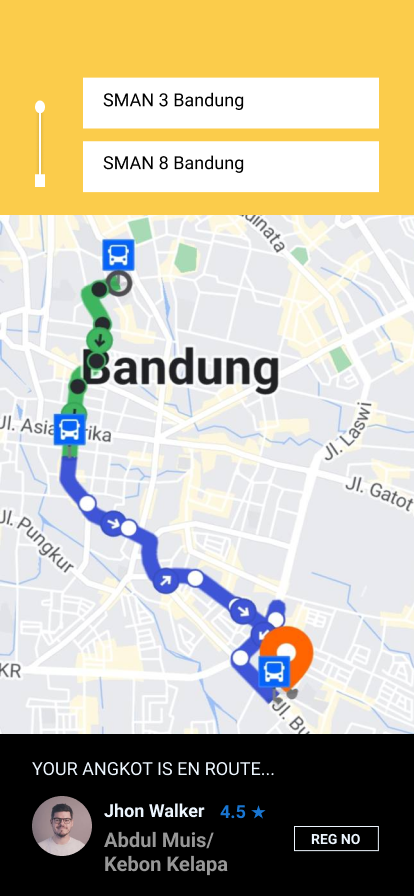 SMAN 3 Bandung
SMAN 8 Bandung
dinata
Bandung
Jl. Asia Afrika
Jl. Laswi
Jl. Gatot
Jl. Pungkur
KR
Jl. Bu
YOUR ANGKOT IS EN ROUTE...
Jhon Walker 4.5 ★
Abdul Muis/
Kebon Kelapa
REG NO